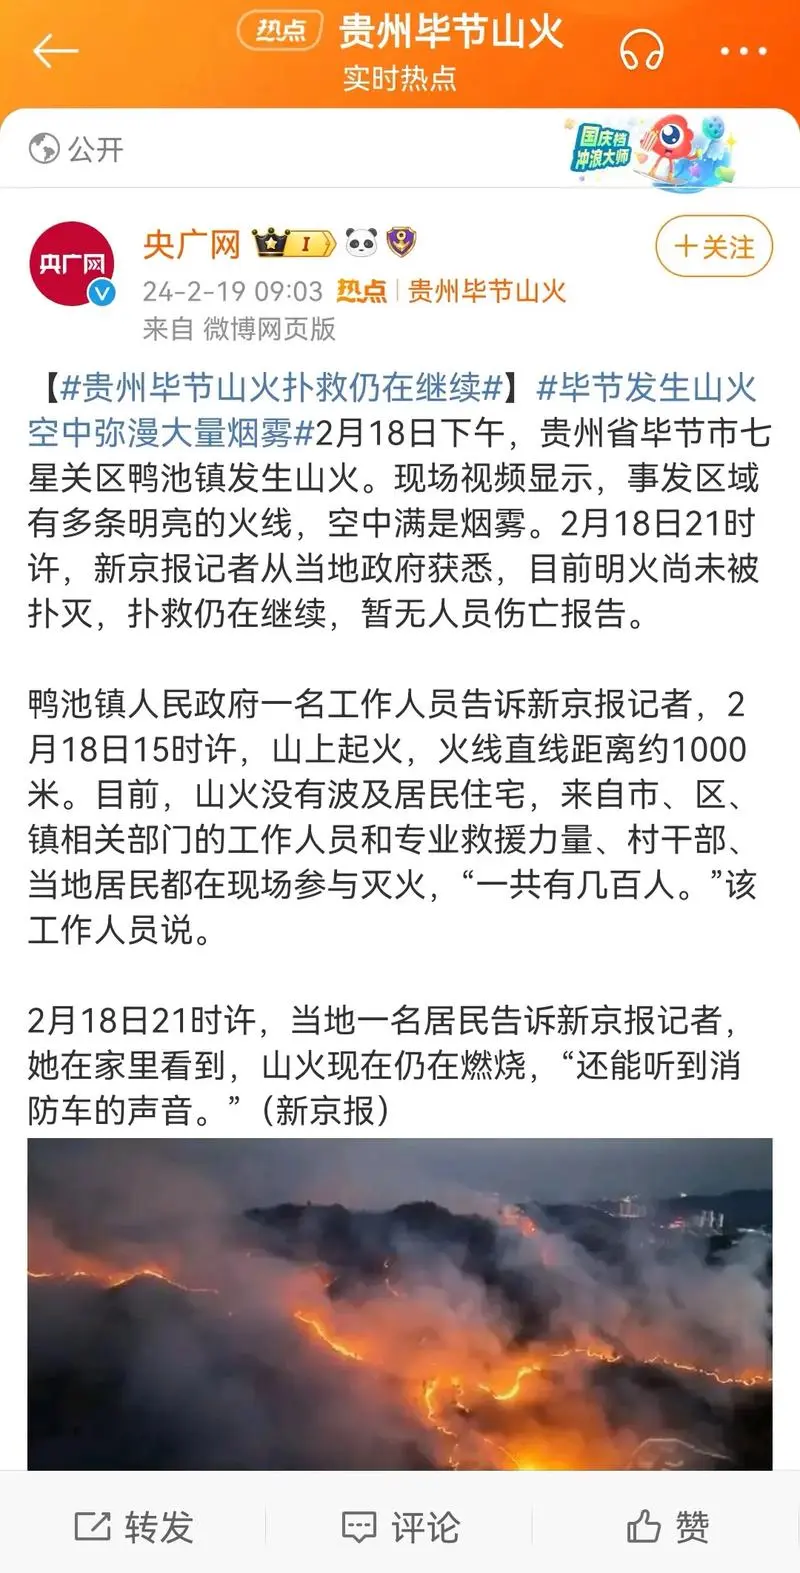 热点 贵州毕节山火
实时热点
公开
国庆档
冲浪大师
央广网
央广网 I
+关注
24-2-19 09:03 热点 | 贵州毕节山火
来自 微博网页版
【#贵州毕节山火扑救仍在继续#】#毕节发生山火
空中弥漫大量烟雾#2月18日下午，贵州省毕节市七
星关区鸭池镇发生山火。现场视频显示，事发区域
有多条明亮的火线，空中满是烟雾。2月18日21时
许，新京报记者从当地政府获悉，目前明火尚未被
扑灭，扑救仍在继续，暂无人员伤亡报告。
鸭池镇人民政府一名工作人员告诉新京报记者，2
月18日15时许，山上起火，火线直线距离约1000
米。目前，山火没有波及居民住宅，来自市、区、
镇相关部门的工作人员和专业救援力量、村干部、
当地居民都在现场参与灭火，“一共有几百人。”该
工作人员说。
2月18日21时许，当地一名居民告诉新京报记者，
她在家里看到，山火现在仍在燃烧，“还能听到消
防车的声音。”（新京报）
转发
评论
赞